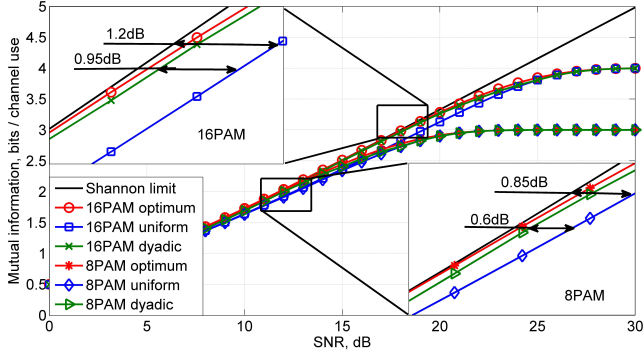 5
4.5
4
3.5
3
2.5
2
1.5
1
0.5
0
Mutual information, bits / channel use
1.2dB
0.95dB
16PAM
Shannon limit
16PAM optimum
16PAM uniform
16PAM dyadic
8PAM optimum
8PAM uniform
8PAM dyadic
0.85dB
0.6dB
8PAM
0 5 10 15 20 25 30
SNR, dB